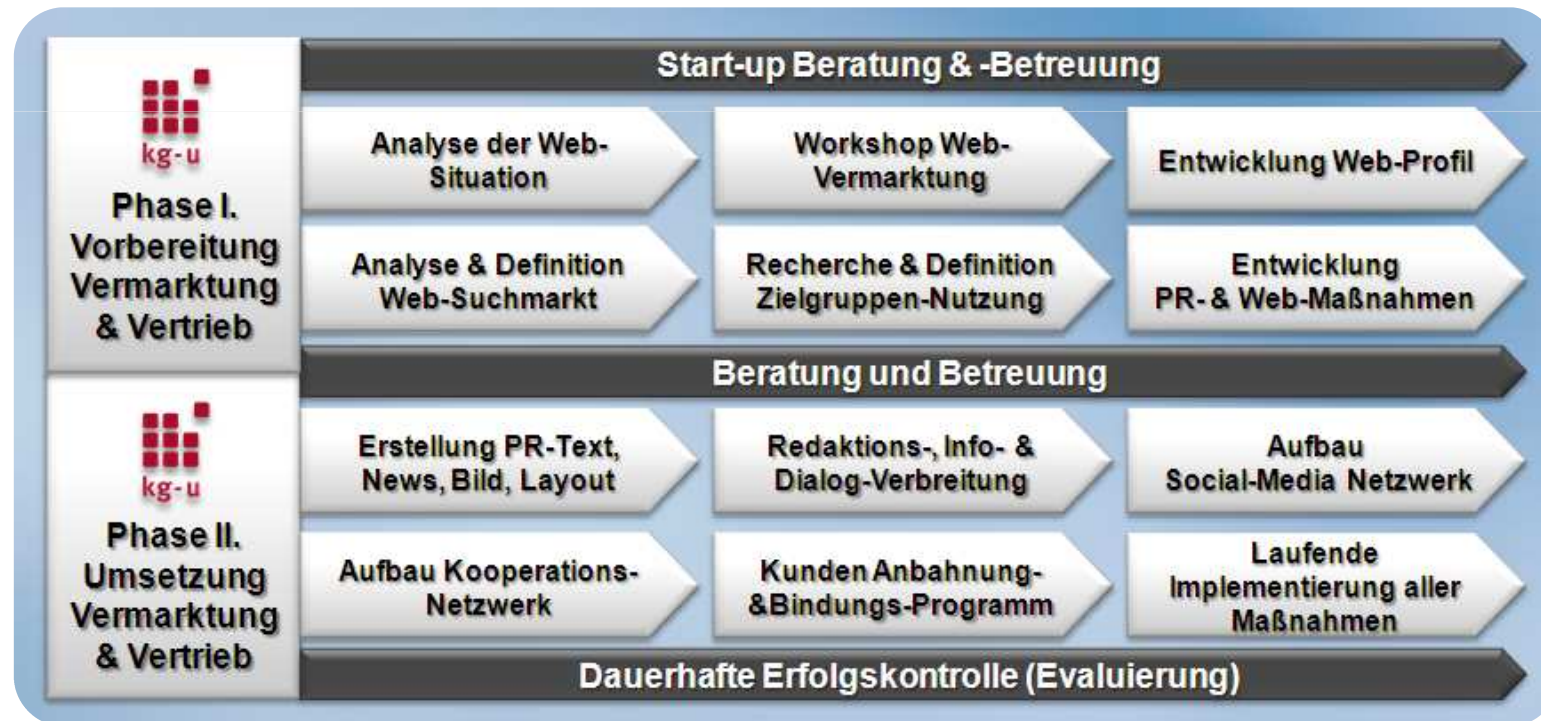 Start-up Beratung & -Betreuung
kg-u
Phase I.
Vorbereitung
Vermarktung
& Vertrieb
Analyse der Web-
Situation
Workshop Web-
Vermarktung
Entwicklung Web-Profil
Analyse & Definition
Web-Suchmarkt
Recherche & Definition
Zielgruppen-Nutzung
Entwicklung
PR- & Web-Maßnahmen
Beratung und Betreuung
kg-u
Phase II.
Umsetzung
Vermarktung
& Vertrieb
Erstellung PR-Text,
News, Bild, Layout
Redaktions-, Info- &
Dialog-Verbreitung
Aufbau
Social-Media Netzwerk
Aufbau Kooperations-
Netzwerk
Kunden Anbahnung-
&Bindungs-Programm
Laufende
Implementierung aller
Maßnahmen
Dauerhafte Erfolgskontrolle (Evaluierung)